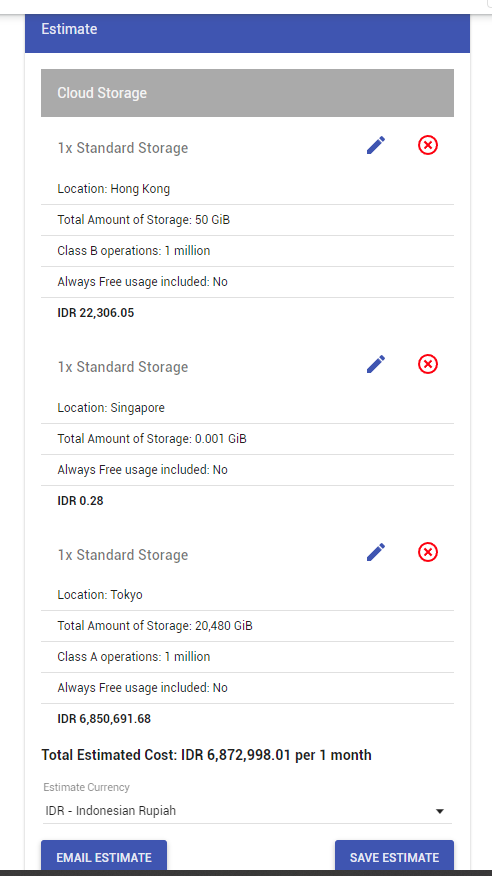 Estimate
Cloud Storage
1x Standard Storage
Location: Hong Kong
Total Amount of Storage: 50 GiB
Class B operations: 1 million
Always Free usage included: No
IDR 22,306.05
1x Standard Storage
Location: Singapore
Total Amount of Storage: 0.001 GiB
Always Free usage included: No
IDR 0.28
1x Standard Storage
Location: Tokyo
Total Amount of Storage: 20,480 GiB
Class A operations: 1 million
Always Free usage included: No
IDR 6,850,691.68
Total Estimated Cost: IDR 6,872,998.01 per 1 month
Estimate Currency
IDR - Indonesian Rupiah
EMAIL ESTIMATE
SAVE ESTIMATE